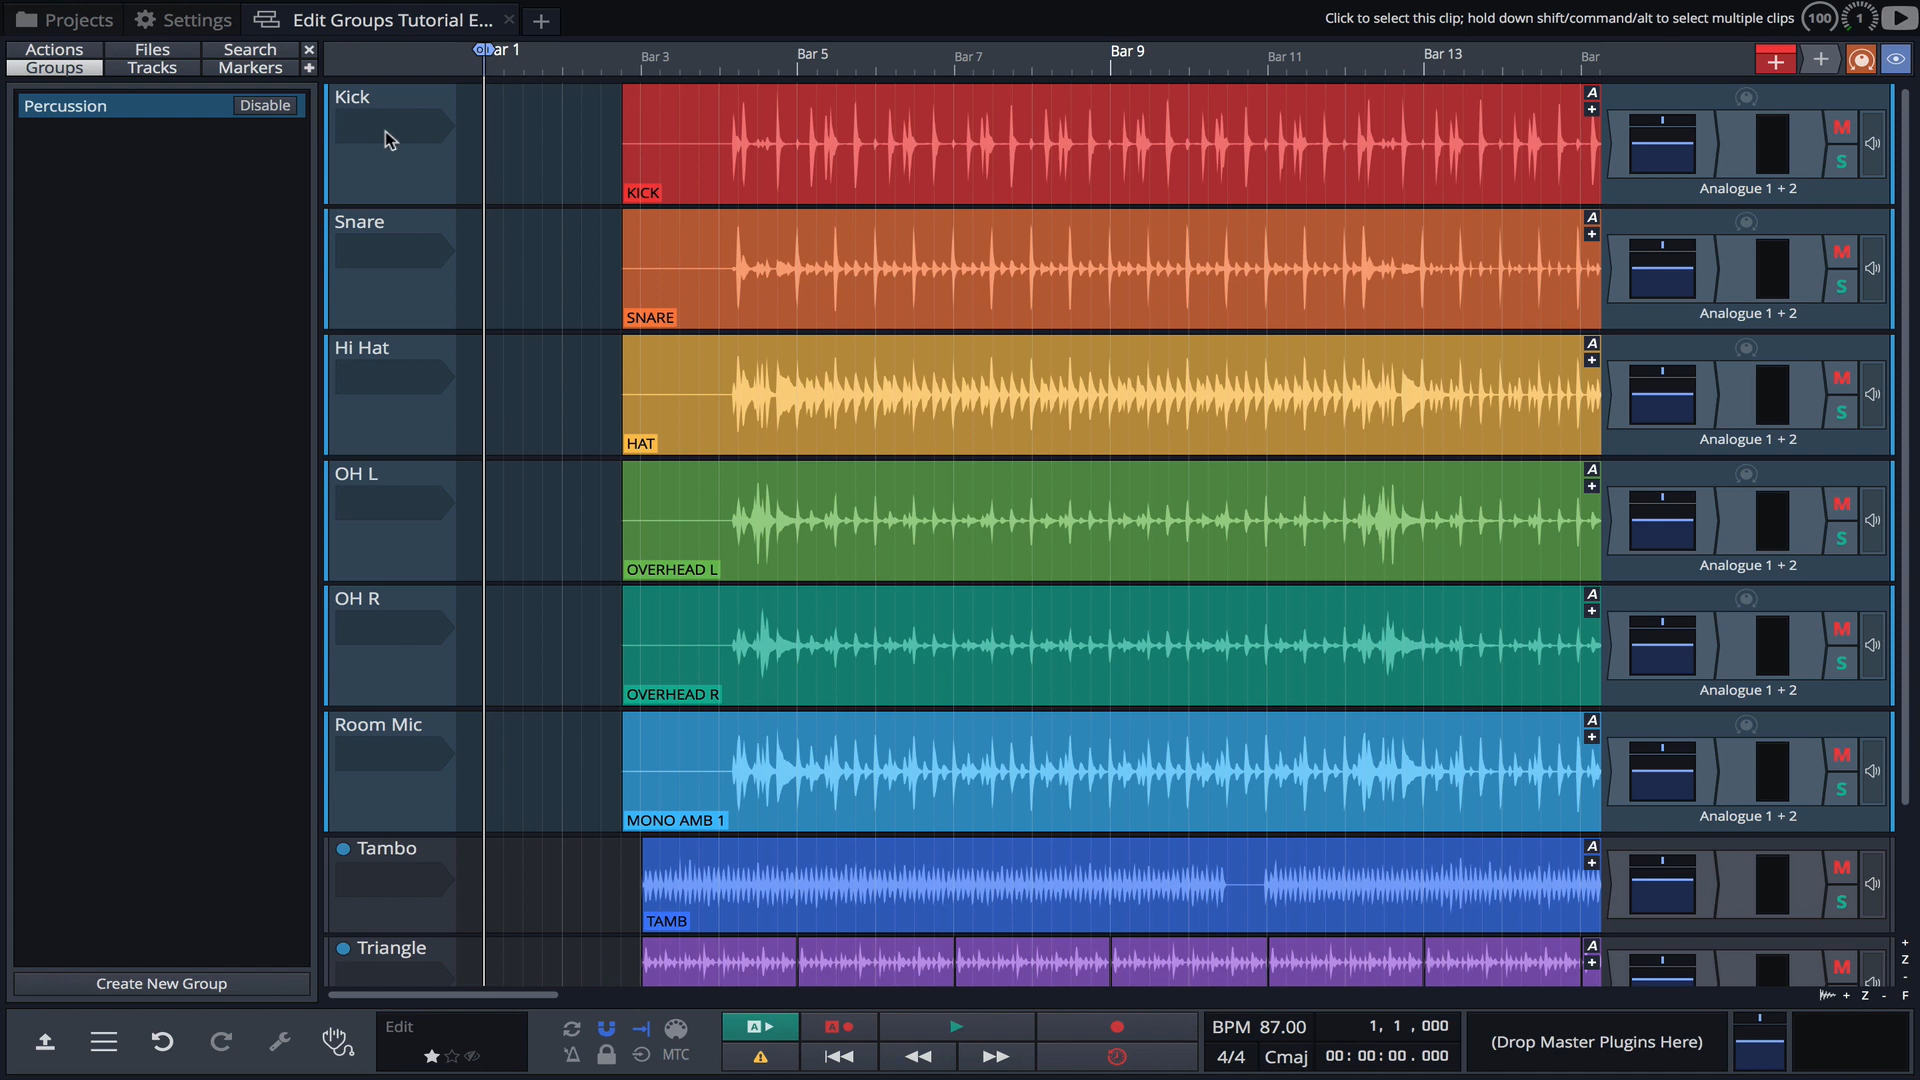 Projects
Settings
Edit Groups Tutorial E...
Click to select this clip; hold down shift/command/alt to select multiple clips
100
1
Actions
Files
Search
Groups
Tracks
Markers
ar 1
Bar 3
Bar 5
Bar 7
Bar 9
Bar 11
Bar 13
Bar
Percussion
Disable
Kick
KICK
A
M
S
Analogue 1 + 2
Snare
SNARE
A
M
S
Analogue 1 + 2
Hi Hat
HAT
A
M
S
Analogue 1 + 2
OH L
OVERHEAD L
A
M
S
Analogue 1 + 2
OH R
OVERHEAD R
A
M
S
Analogue 1 + 2
Room Mic
MONO AMB 1
A
M
S
Analogue 1 + 2
Tambo
TAMB
A
M
S
Triangle
A
M
Create New Group
+
Z
-
+ Z - F
Edit
MTC
A
A
BPM 87.00
1, 1 , 000
4/4 Cmaj
00: 00: 00. 000
(Drop Master Plugins Here)